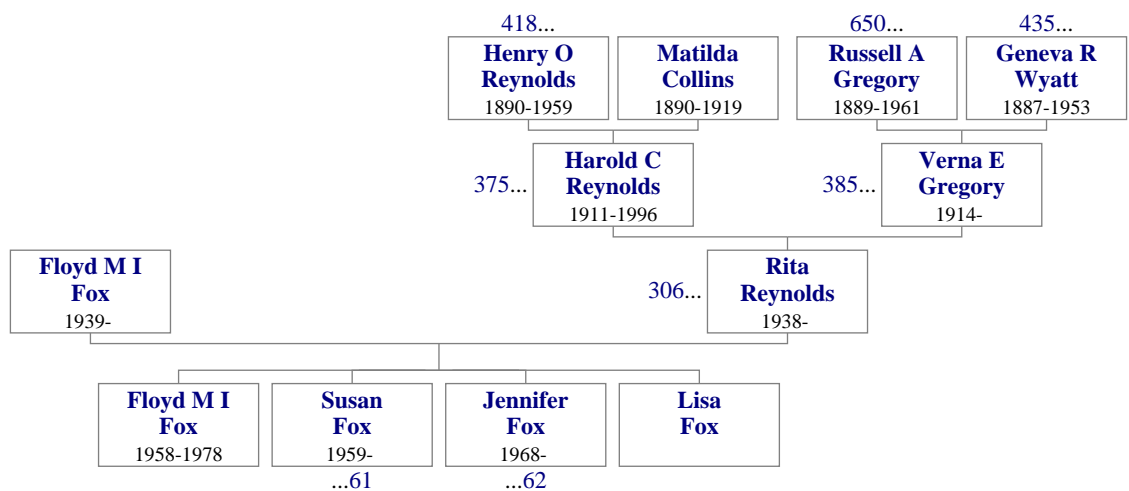 418...
650...
435...
Henry O
Reynolds
1890-1959
Matilda
Collins
1890-1919
Russell A
Gregory
1889-1961
Geneva R
Wyatt
1887-1953
375...
Harold C
Reynolds
1911-1996
385...
Verna E
Gregory
1914-
Floyd M I
Fox
1939-
306...
Rita
Reynolds
1938-
Floyd M I
Fox
1958-1978
Susan
Fox
1959-
...61
Jennifer
Fox
1968-
...62
Lisa
Fox